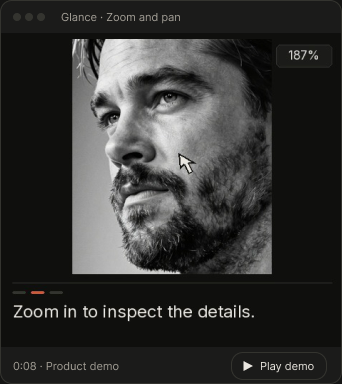 Glance · Zoom and pan
187%
Zoom in to inspect the details.
0:08 · Product demo
Play demo